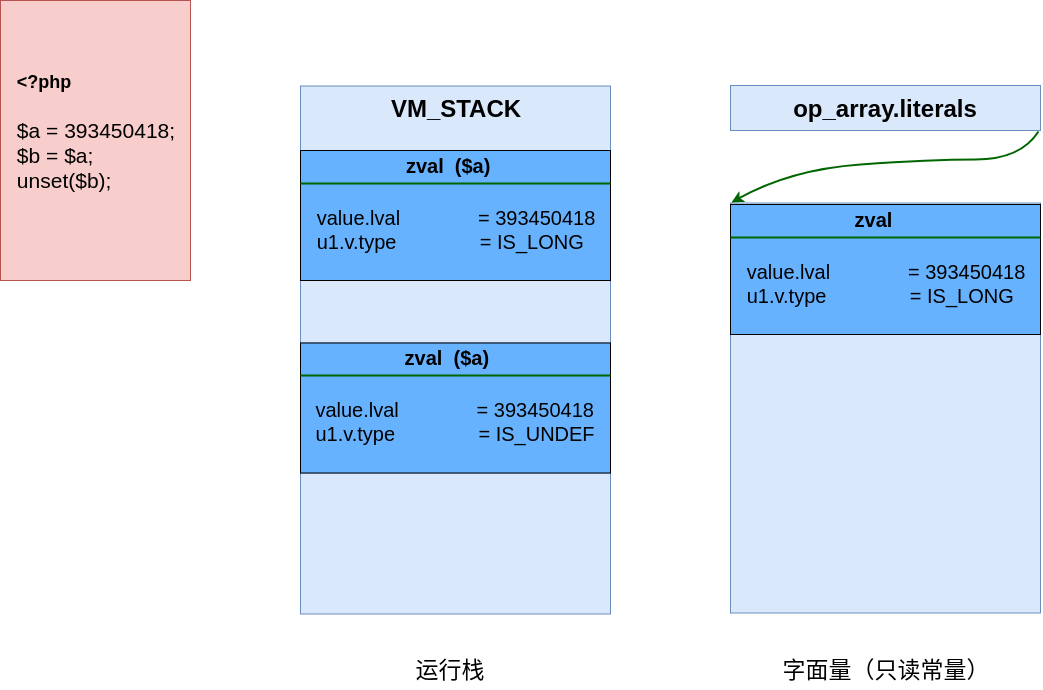 <?php
$a = 393450418;
$b = $a;
unset($b);
VM_STACK
zval  ($a)
value.lval = 393450418
u1.v.type = IS_LONG
zval  ($a)
value.lval = 393450418
u1.v.type = IS_UNDEF
运行栈
op_array.literals
zval
value.lval = 393450418
u1.v.type = IS_LONG
字面量（只读常量）